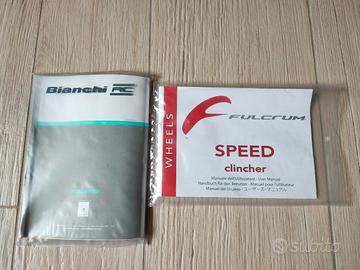 Bianchi RC
WHEELS
FULCRUM
SPEED
clincher
Manuale dell'Utilizzatore - User Manual
Handbuch für den Benutzer - Manuel pour l'utilisateur
Manual del Usuario - ユーザーズ・マニュアル
subito